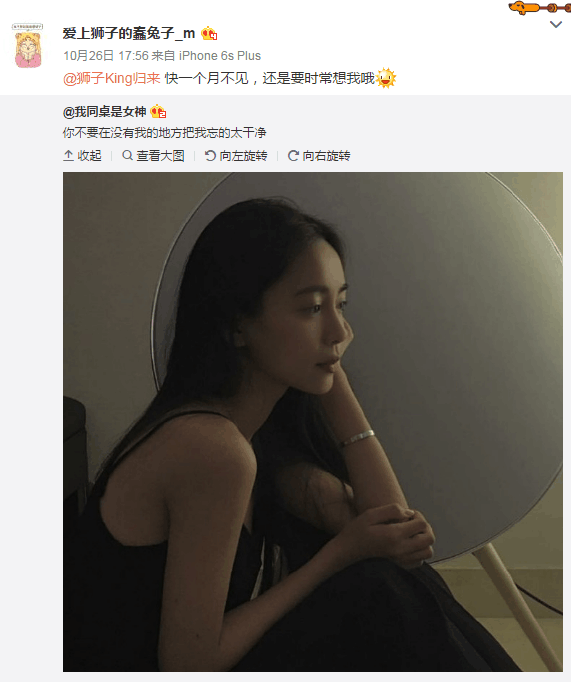 爱上狮子的蠢兔子_m
10月26日 17:56 来自 iPhone 6s Plus
@狮子King归来 快一个月不见，还是要时常想我哦
@我同桌是女神
你不要在没有我的地方把我忘的太干净
收起 查看大图 向左旋转 向右旋转